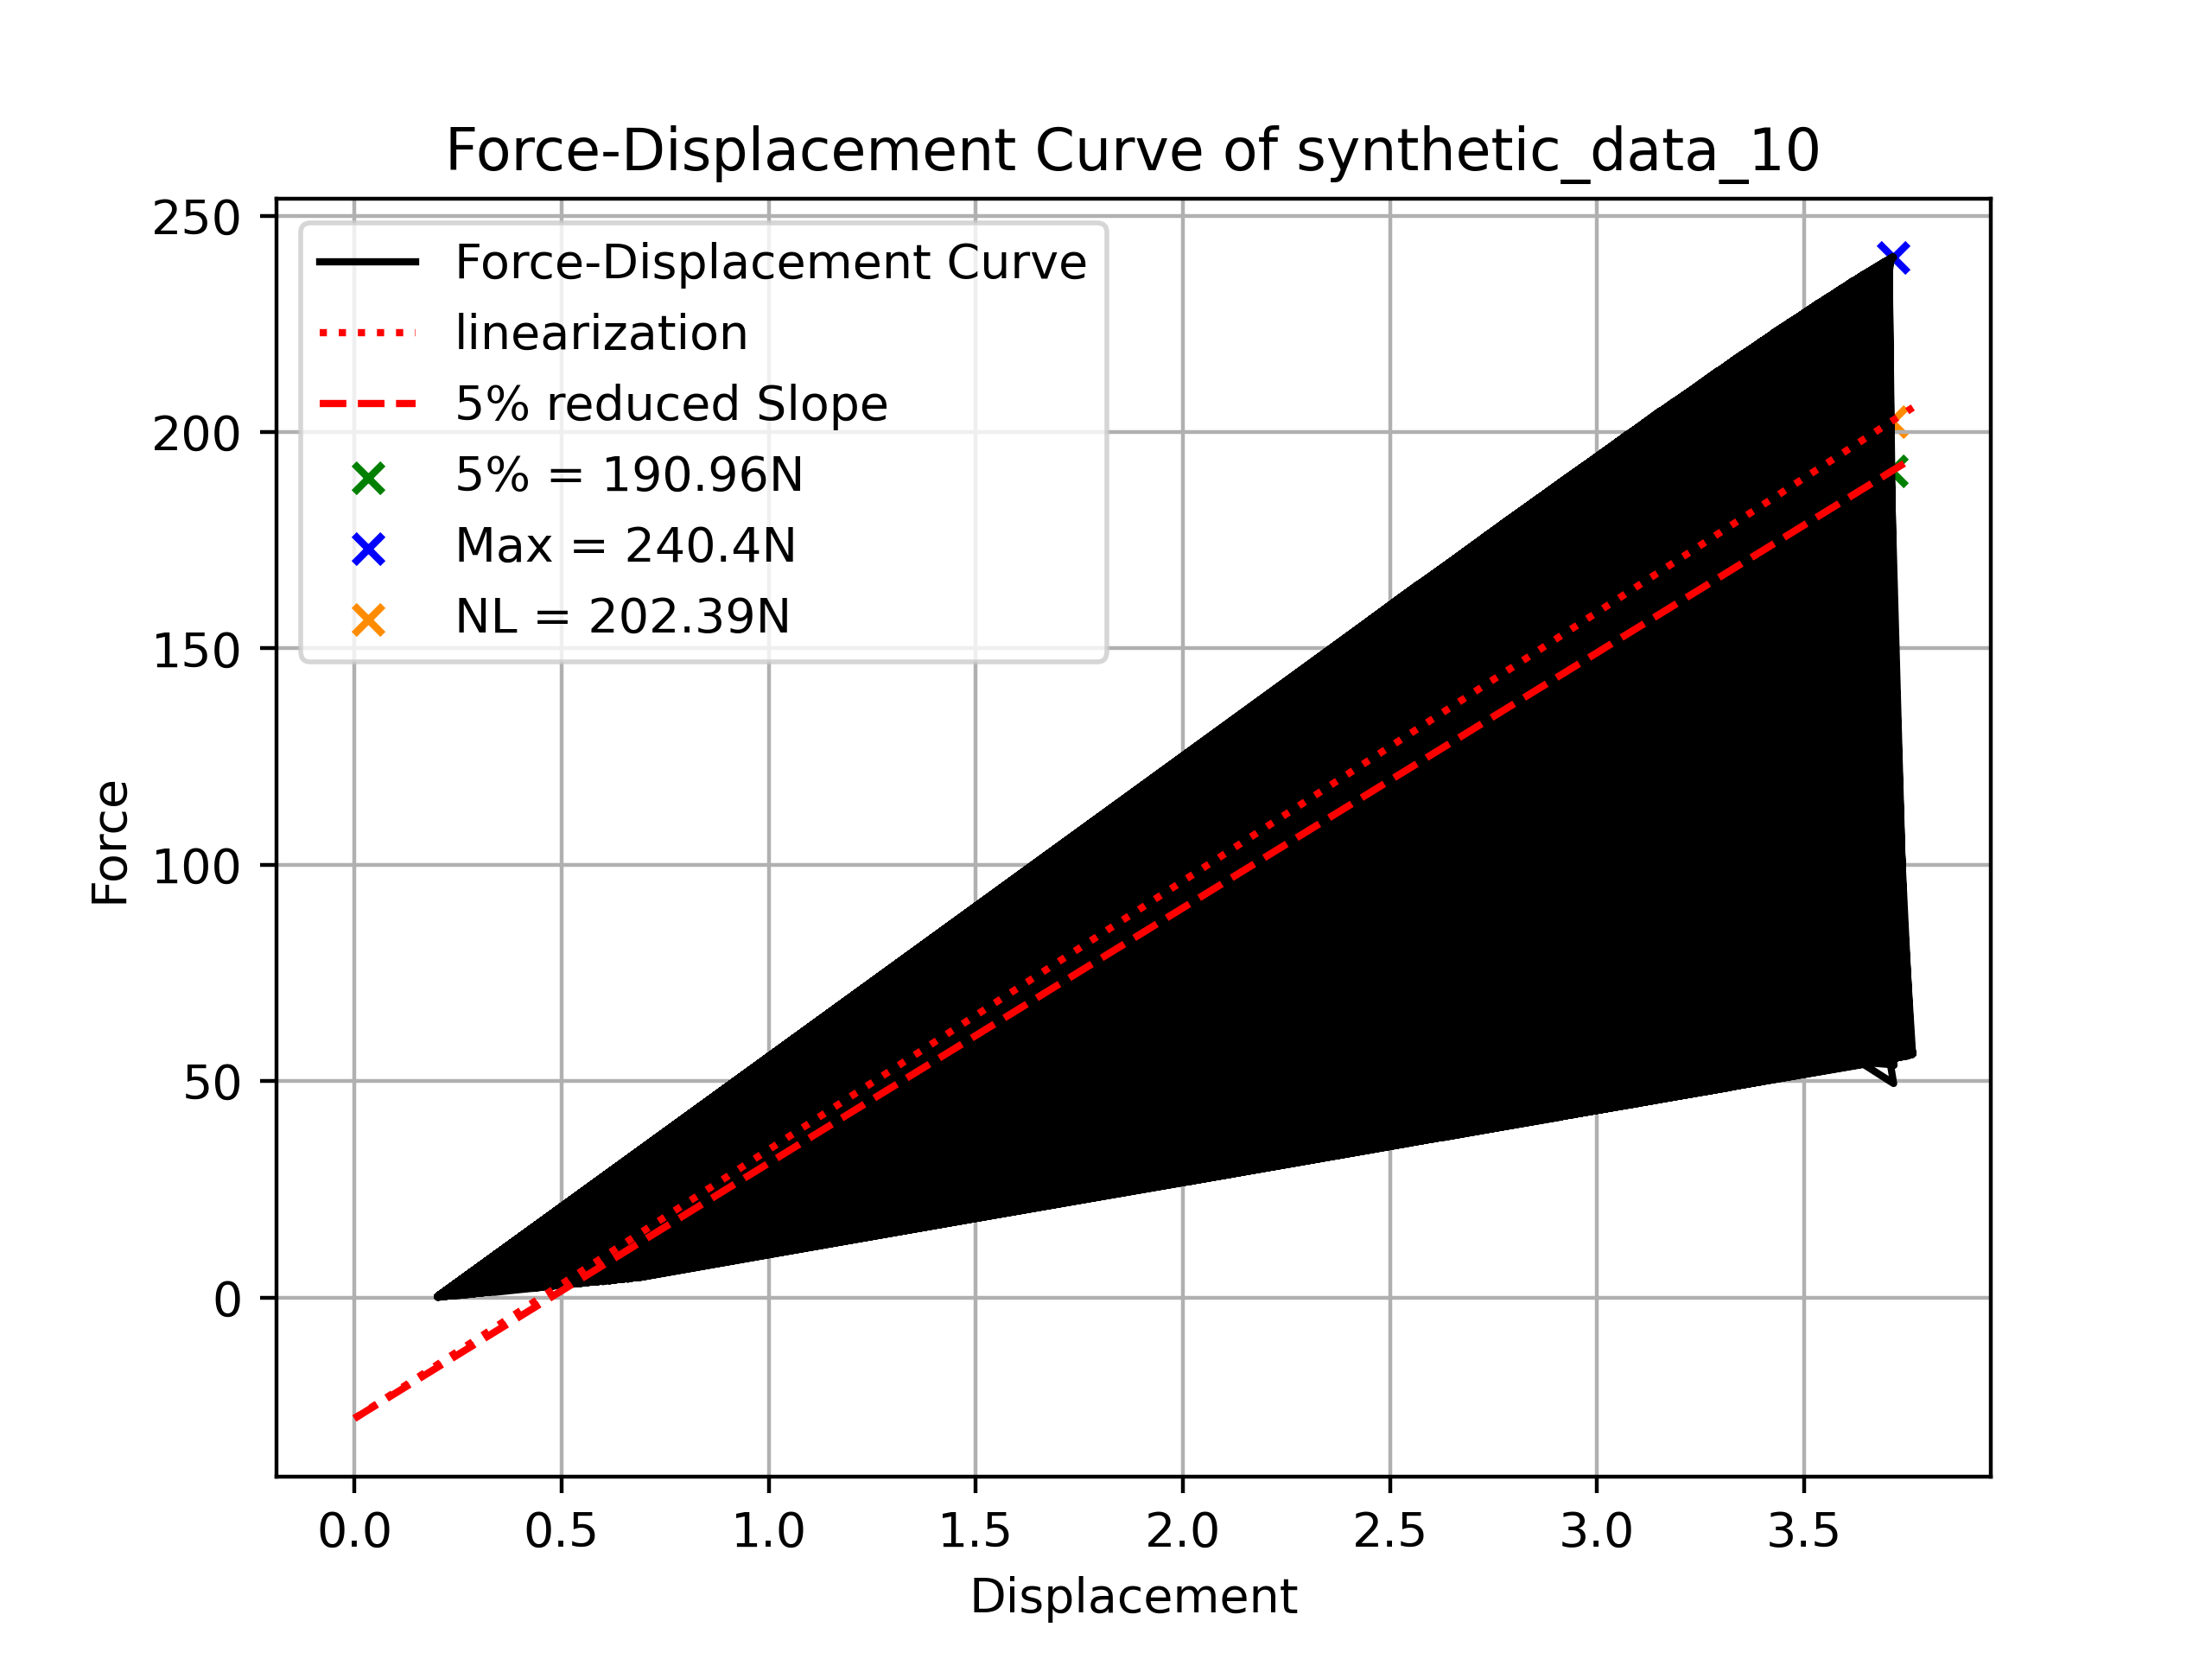 Force-Displacement Curve of synthetic_data_10
250
200
150
100
50
0
Force
Force-Displacement Curve
linearization
5% reduced Slope
5% = 190.96N
Max = 240.4N
NL = 202.39N
0.0 0.5 1.0 1.5 2.0 2.5 3.0 3.5
Displacement